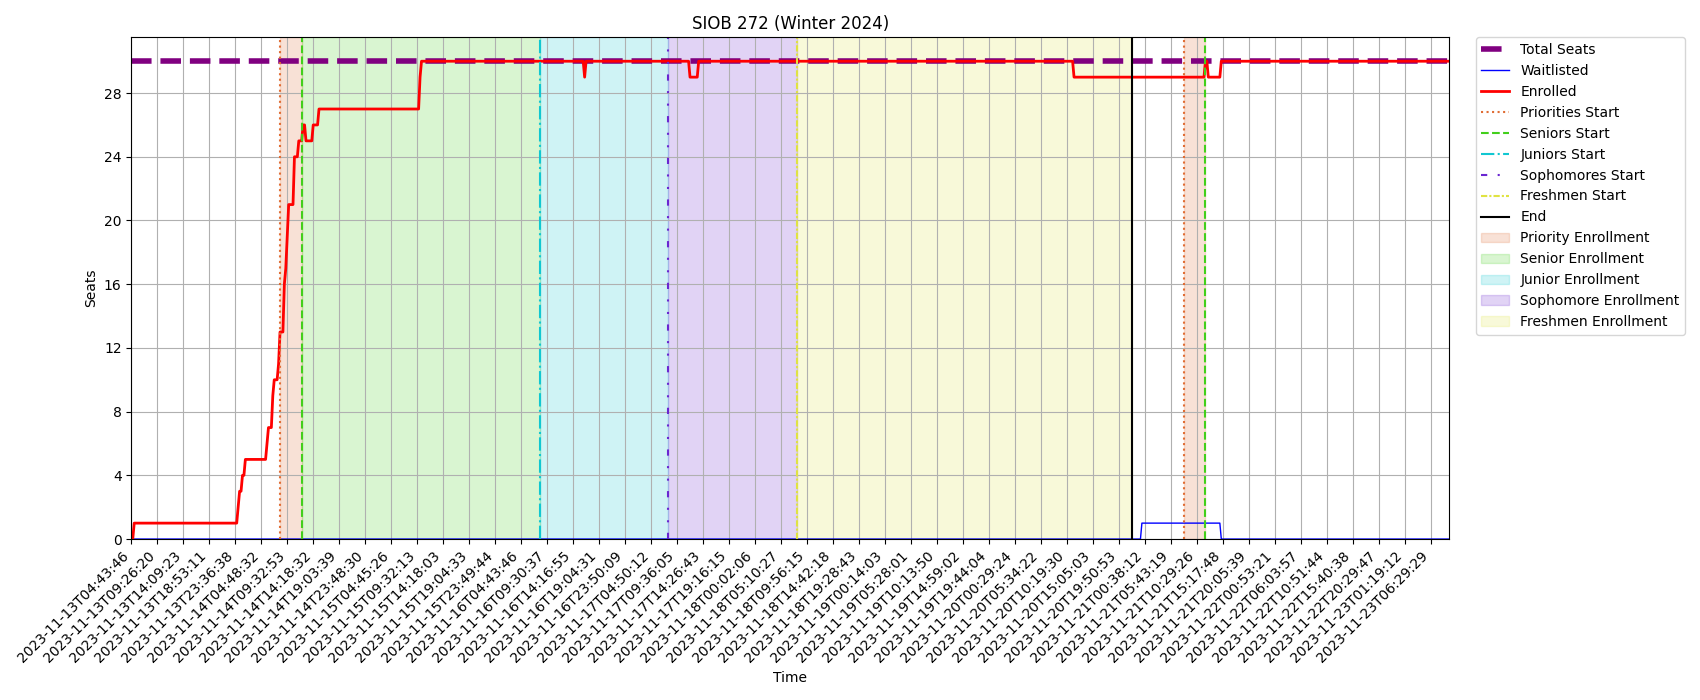 SIOB 272 (Winter 2024)
Seats
28
24
20
16
12
8
4
0
2023-11-13T04:43:46
2023-11-13T09:26:20
2023-11-13T14:09:23
2023-11-13T18:53:11
2023-11-13T23:36:38
2023-11-14T04:48:32
2023-11-14T09:32:53
2023-11-14T14:18:32
2023-11-14T19:03:39
2023-11-14T23:48:30
2023-11-15T04:45:26
2023-11-15T09:32:13
2023-11-15T14:18:03
2023-11-15T19:04:33
2023-11-15T23:49:44
2023-11-16T04:43:46
2023-11-16T09:30:37
2023-11-16T14:16:55
2023-11-16T19:04:31
2023-11-16T23:50:09
2023-11-17T04:50:12
2023-11-17T09:36:05
2023-11-17T14:26:43
2023-11-17T19:16:15
2023-11-18T00:02:06
2023-11-18T05:10:27
2023-11-18T09:56:15
2023-11-18T14:42:18
2023-11-18T19:28:43
2023-11-19T00:14:03
2023-11-19T05:28:01
2023-11-19T10:13:50
2023-11-19T14:59:02
2023-11-19T19:44:04
2023-11-20T00:29:24
2023-11-20T05:34:22
2023-11-20T10:19:30
2023-11-20T15:05:03
2023-11-20T19:50:53
2023-11-21T00:38:12
2023-11-21T05:43:19
2023-11-21T10:29:26
2023-11-21T15:17:48
2023-11-21T20:05:39
2023-11-22T00:53:21
2023-11-22T06:03:57
2023-11-22T10:51:44
2023-11-22T15:40:38
2023-11-22T20:29:47
2023-11-23T01:19:12
2023-11-23T06:29:29
Time
Total Seats
Waitlisted
Enrolled
Priorities Start
Seniors Start
Juniors Start
Sophomores Start
Freshmen Start
End
Priority Enrollment
Senior Enrollment
Junior Enrollment
Sophomore Enrollment
Freshmen Enrollment